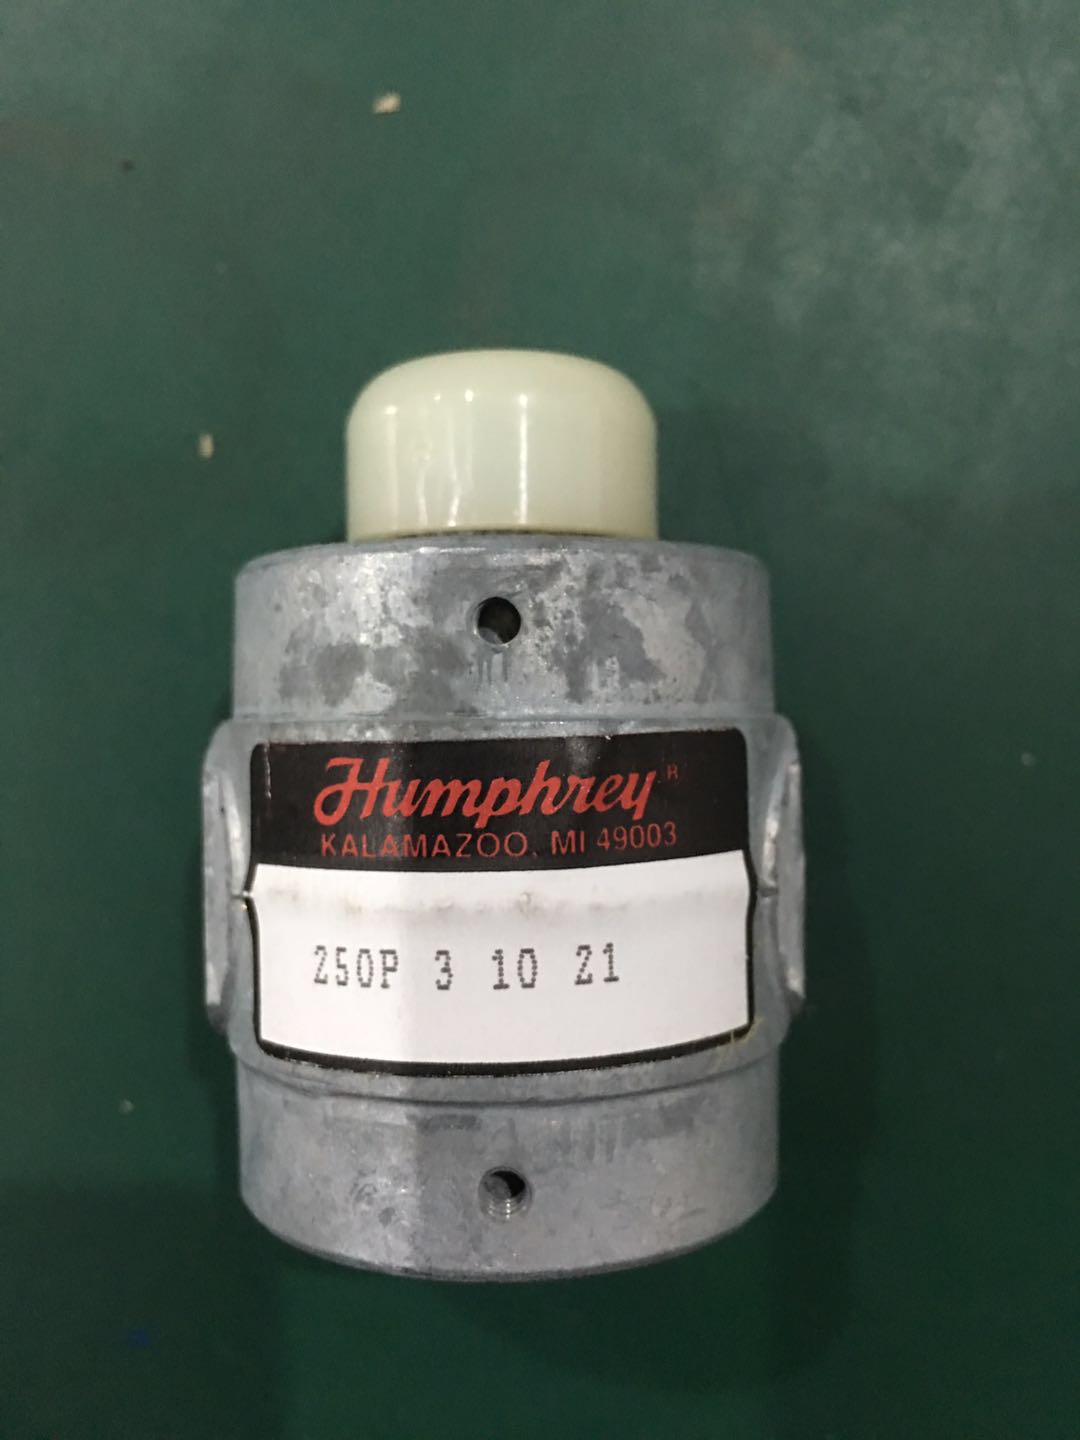 Humphrey®
KALAMAZOO, MI 49003
250P 3 10 21